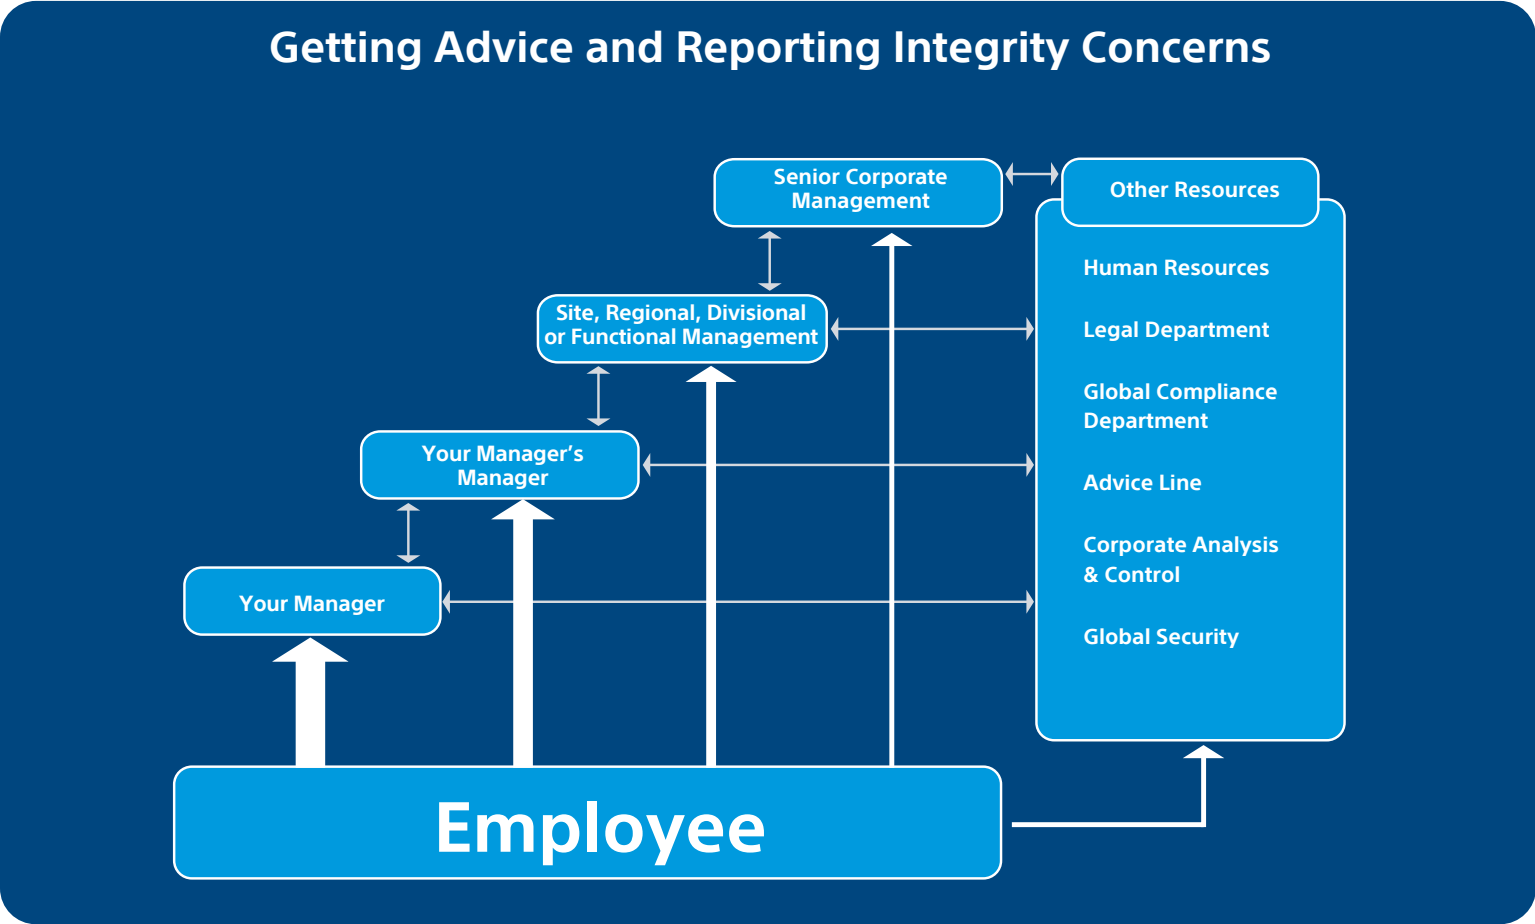 Getting Advice and Reporting Integrity Concerns
Senior Corporate
Management
Other Resources
Human Resources
Legal Department
Global Compliance
Department
Advice Line
Corporate Analysis
& Control
Global Security
Site, Regional, Divisional
or Functional Management
Your Manager’s
Manager
Your Manager
Employee